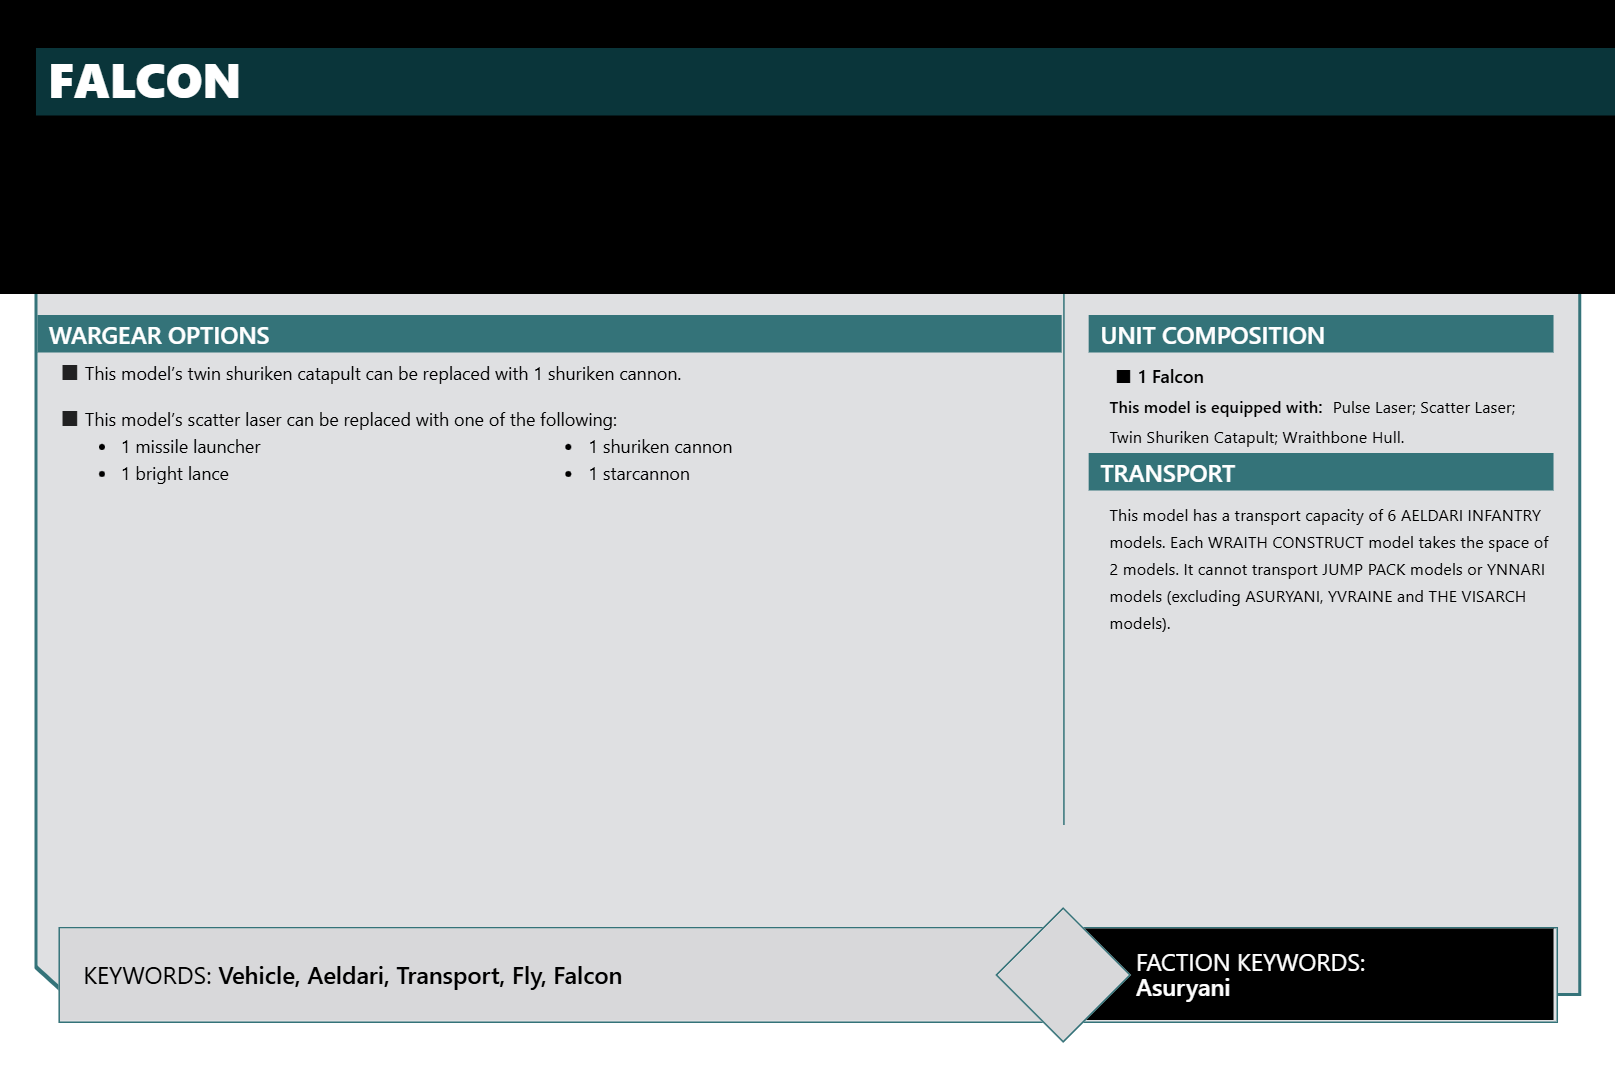 FALCON
WARGEAR OPTIONS
■ This model’s twin shuriken catapult can be replaced with 1 shuriken cannon.
■ This model’s scatter laser can be replaced with one of the following:
• 1 missile launcher
• 1 bright lance
• 1 shuriken cannon
• 1 starcannon
UNIT COMPOSITION
■ 1 Falcon
This model is equipped with: Pulse Laser; Scatter Laser;
Twin Shuriken Catapult; Wraithbone Hull.
TRANSPORT
This model has a transport capacity of 6 AELDARI INFANTRY
models. Each WRAITH CONSTRUCT model takes the space of
2 models. It cannot transport JUMP PACK models or YNNARI
models (excluding ASURYANI, YVRAINE and THE VISARCH
models).
KEYWORDS: Vehicle, Aeldari, Transport, Fly, Falcon
FACTION KEYWORDS:
Asuryani